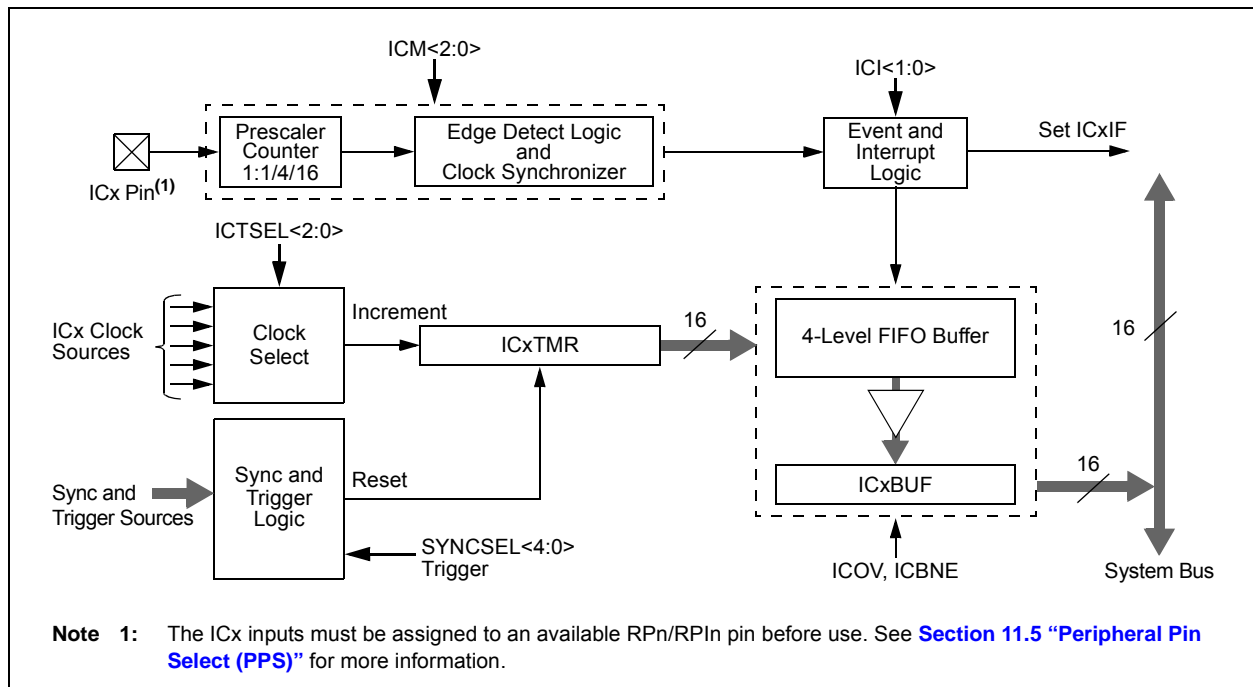 ICM<2:0>
ICI<1:0>
Prescaler
Counter
1:1/4/16
Edge Detect Logic
and
Clock Synchronizer
Event and
Interrupt
Logic
Set ICxIF
ICx Pin(1)
ICTSEL<2:0>
Increment
ICx Clock
Sources
Clock
Select
ICxTMR
16
4-Level FIFO Buffer
16
Sync and
Trigger Sources
Sync and
Trigger
Logic
Reset
ICxBUF
16
SYNCSEL<4:0>
Trigger
ICOV, ICBNE
System Bus
Note 1: The ICx inputs must be assigned to an available RPn/RPIn pin before use. See Section 11.5 “Peripheral Pin
Select (PPS)” for more information.